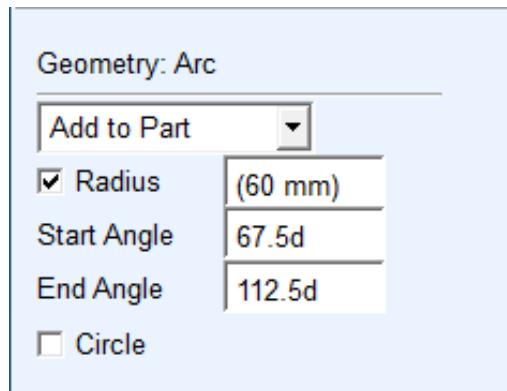 Geometry: Arc
Add to Part
Radius (60 mm)
Start Angle 67.5d
End Angle 112.5d
Circle